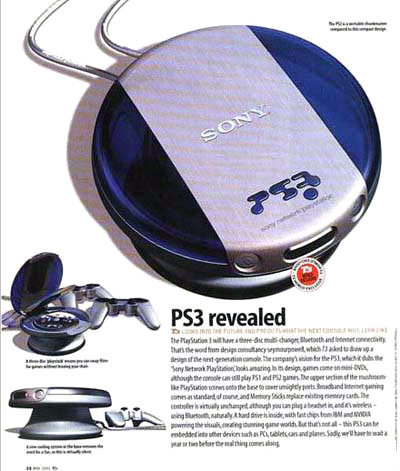 The PS2 is a veritable chunkmeister
compared to this compact design.
SONY
PS3
sony network playstation
PS3 revealed
T3 LOOKS INTO THE FUTURE AND PREDICTS WHAT THE NEXT CONSOLE WILL LOOK LIKE
The PlayStation 3 will have a three-disc multi-changer, Bluetooth and Internet connectivity.
That's the word from design consultancy seymourpowell, which T3 asked to draw up a
design of the next-generation console. The company's vision for the PS3, which it dubs the
'Sony Network PlayStation', looks amazing. In its design, games come on mini-DVDs,
although the console can still play PS1 and PS2 games. The upper section of the mushroom-
like PlayStation screws onto the base to cover unsightly ports. Broadband Internet gaming
comes as standard, of course, and Memory Sticks replace existing memory cards. The
controller is virtually unchanged, although you can plug a headset in, and it's wireless –
using Bluetooth, naturally. A hard drive is inside, with fast chips from IBM and NVIDIA
powering the visuals, creating stunning game worlds. But that's not all – this PS3 can be
embedded into other devices such as PCs, tablets, cars and planes. Sadly, we'll have to wait a
year or two before the real thing comes along.
A three-disc 'playstack' means you can swap films
for games without leaving your chair.
A new cooling system in the base removes the
need for a fan, so this is virtually silent.
T3